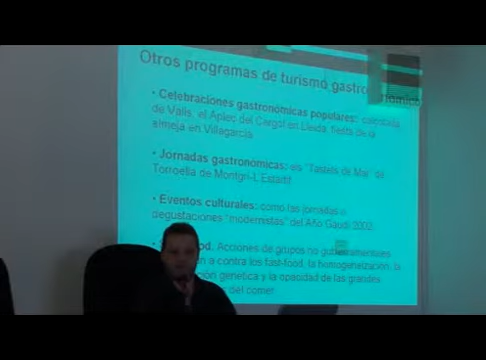 Otros programas de turismo gastro
nómico
• Celebraciones gastronómicas populares: calçotada
de Valls, el Aplec del Cargol en Lleida, fiesta de la
almeja en Villagarcía
• Jornadas gastronómicas: els "Tastets de Mar" de
Torroella de Montgrí-L'Estartit
• Eventos culturales: como las jornadas o
degustaciones "modernistas" del Año Gaudí 2002
• food. Acciones de grupos no gubernamentales
a contra los fast-food, la homogeneización, la
genética y la opacidad de las grandes
del comer